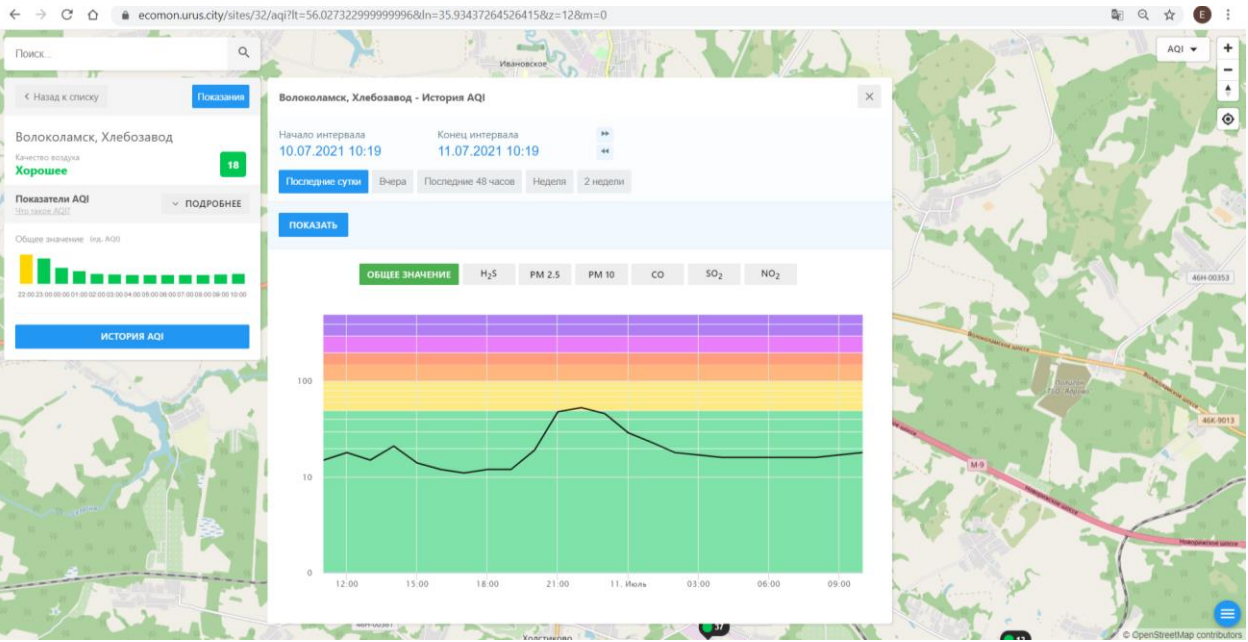 ecomon.urus.city/sites/32/aqi?lt=56.027322999999996&ln=35.93437264526415&z=12&m=0
E
Поиск...
Ивановское
AQI
Назад к списку
Показания
Волоколамск, Хлебозавод
Качество воздуха
Хорошее
18
Показатели AQI
Что такое AQI?
ПОДРОБНЕЕ
Общее значение (ед. AQI)
22:00 23:00 00:00 01:00 02:00 03:00 04:00 05:00 06:00 07:00 08:00 09:00 10:00
ИСТОРИЯ AQI
Волоколамск, Хлебозавод - История AQI
Начало интервала
Конец интервала
10.07.2021 10:19
11.07.2021 10:19
Последние сутки
Вчера
Последние 48 часов
Неделя
2 недели
ПОКАЗАТЬ
ОБЩЕЕ ЗНАЧЕНИЕ
H₂S
PM 2.5
PM 10
CO
SO₂
NO₂
100
10
0
12:00 15:00 18:00 21:00 11. Июль 03:00 06:00 09:00
46Н-00353
Волоколамское шоссе
46К-9013
М-9
Новорижское шоссе
Новорижское шоссе
Холстиково
37
© OpenStreetMap contributors